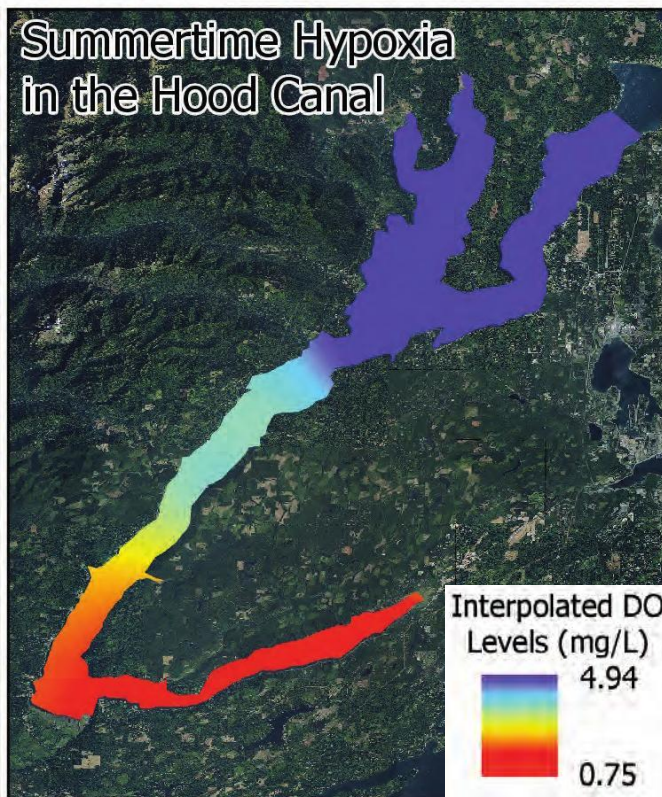 Summertime Hypoxia
in the Hood Canal
Interpolated DO
Levels (mg/L)
4.94
0.75